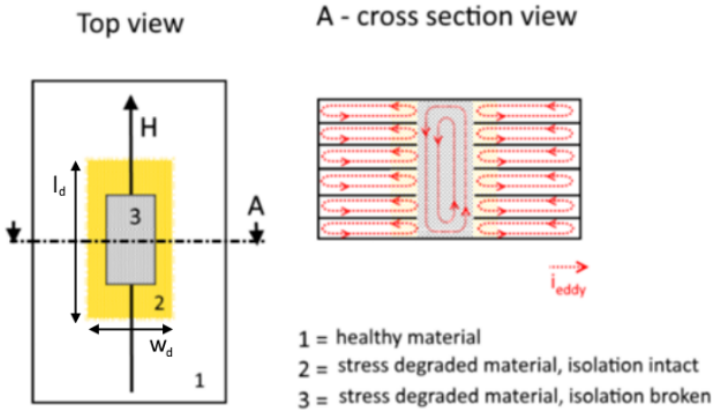 Top view
A - cross section view
H
l_d
3
A
2
w_d
1
i_eddy
1 = healthy material
2 = stress degraded material, isolation intact
3 = stress degraded material, isolation broken